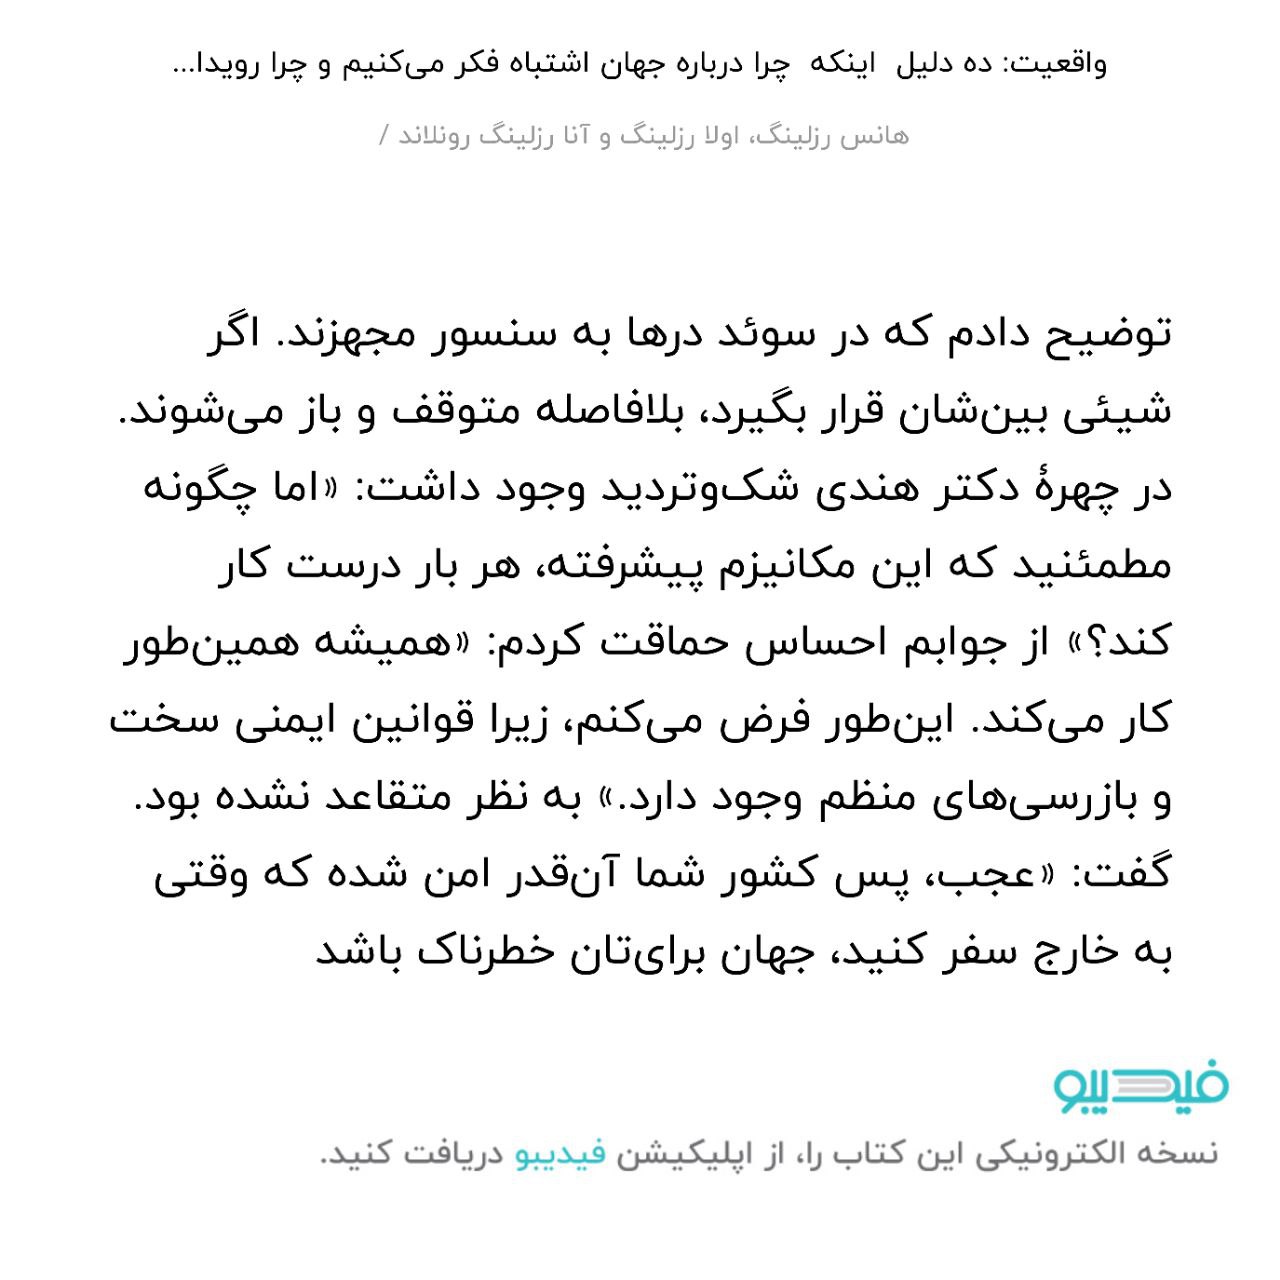 واقعیت: ده دلیل اینکه چرا درباره جهان اشتباه فکر می‌کنیم و چرا رویدا...
هانس رزلینگ، اولا رزلینگ و آنا رزلینگ رونلاند /
توضیح دادم که در سوئد درها به سنسور مجهزند. اگر
شیئی بین‌شان قرار بگیرد، بلافاصله متوقف و باز می‌شوند.
در چهرهٔ دکتر هندی شک‌وتردید وجود داشت: «اما چگونه
مطمئنید که این مکانیزم پیشرفته، هر بار درست کار
کند؟» از جوابم احساس حماقت کردم: «همیشه همین‌طور
کار می‌کند. این‌طور فرض می‌کنم، زیرا قوانین ایمنی سخت
و بازرسی‌های منظم وجود دارد.» به نظر متقاعد نشده بود.
گفت: «عجب، پس کشور شما آن‌قدر امن شده که وقتی
به خارج سفر کنید، جهان برای‌تان خطرناک باشد
فیدیبو
نسخه الکترونیکی این کتاب را، از اپلیکیشن فیدیبو دریافت کنید.